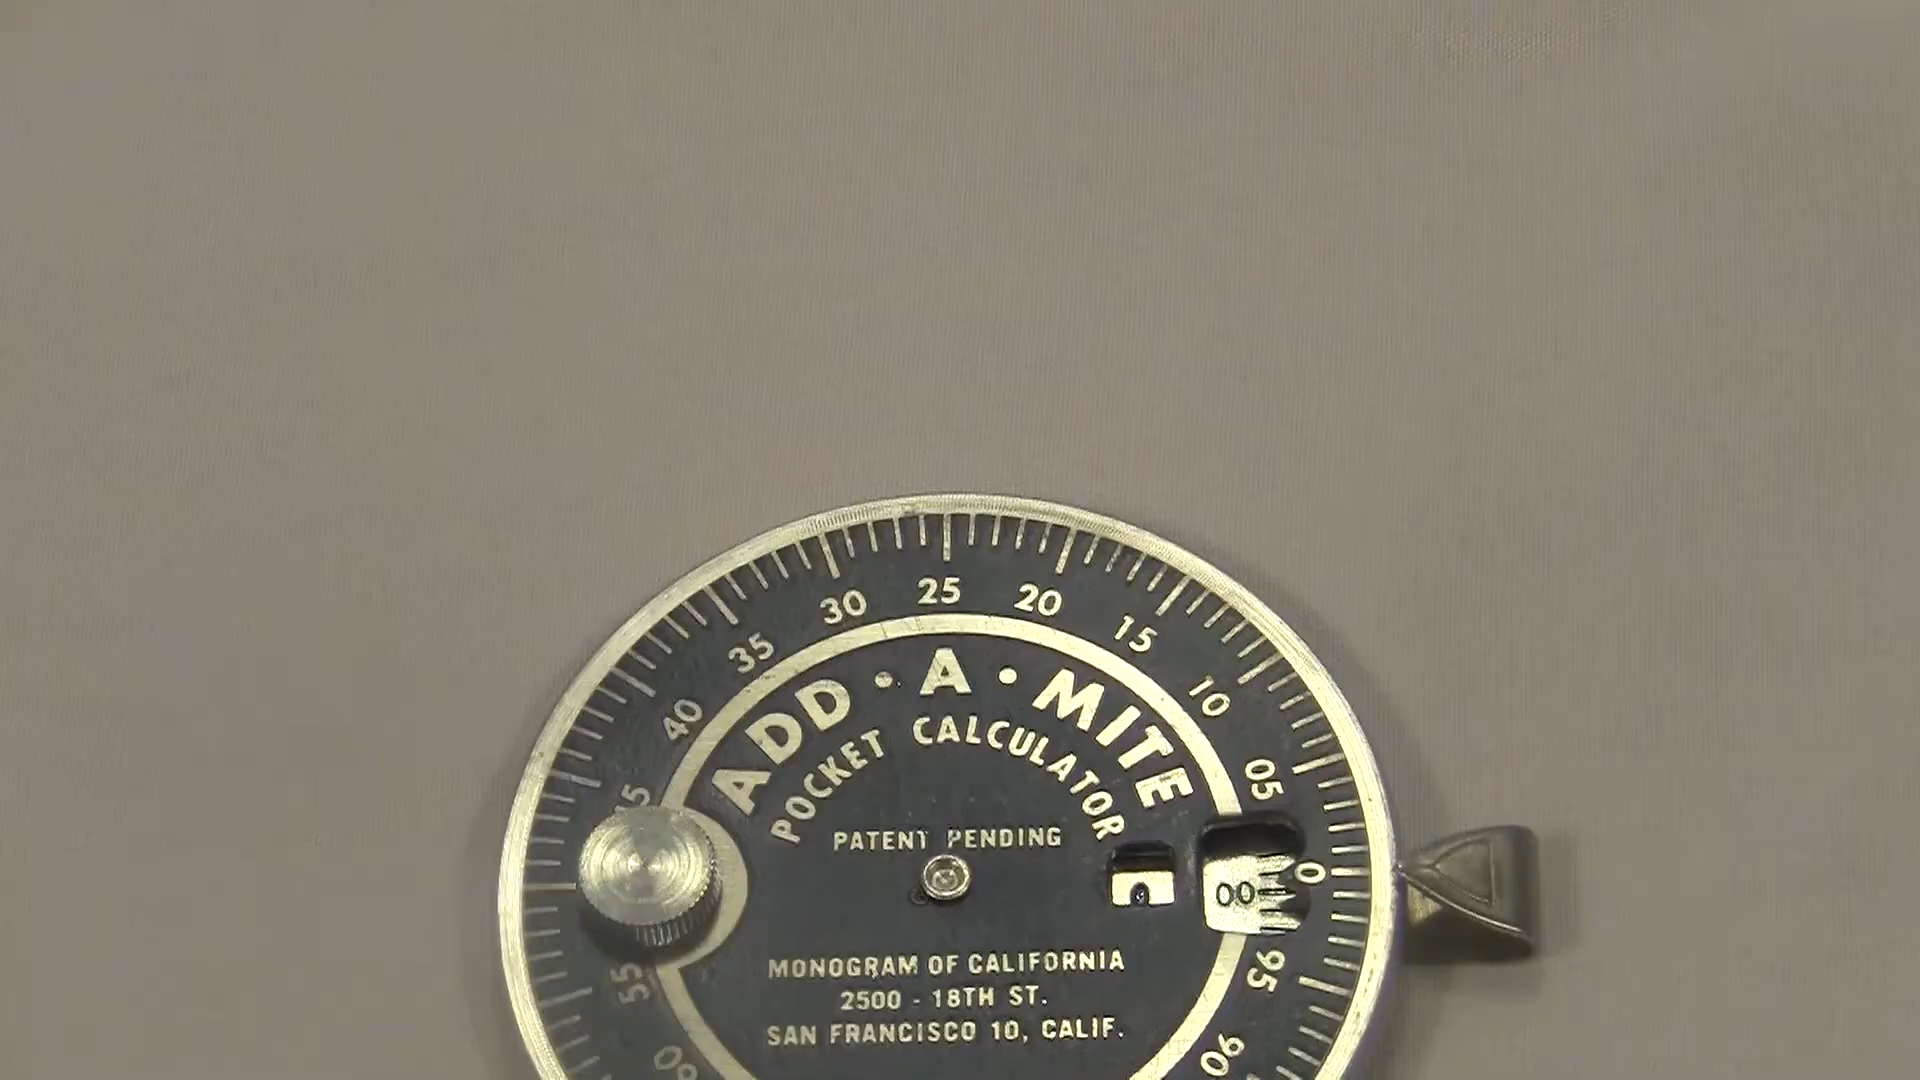 30 25 20
35 15
40 10
05
ADD · A · MITE
POCKET CALCULATOR
PATENT PENDING
0 00 0
MONOGRAM OF CALIFORNIA
55 95
2500 - 18TH ST.
SAN FRANCISCO 10, CALIF.
90